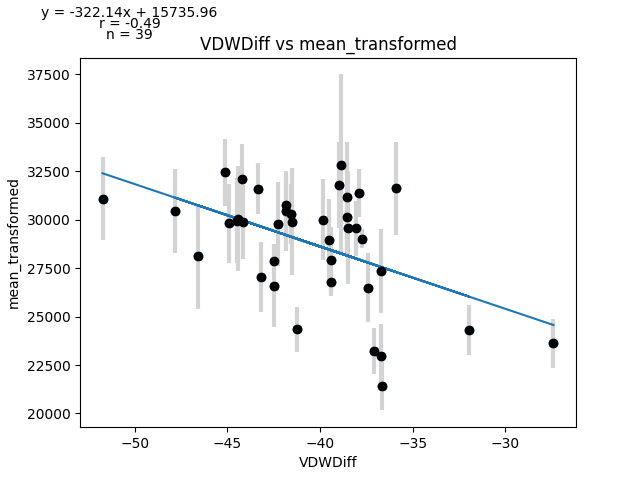 y = -322.14x + 15735.96
r = -0.49
n = 39
VDWDiff vs mean_transformed
37500
35000
32500
30000
27500
25000
22500
20000
mean_transformed
−50 −45 −40 −35 −30
VDWDiff